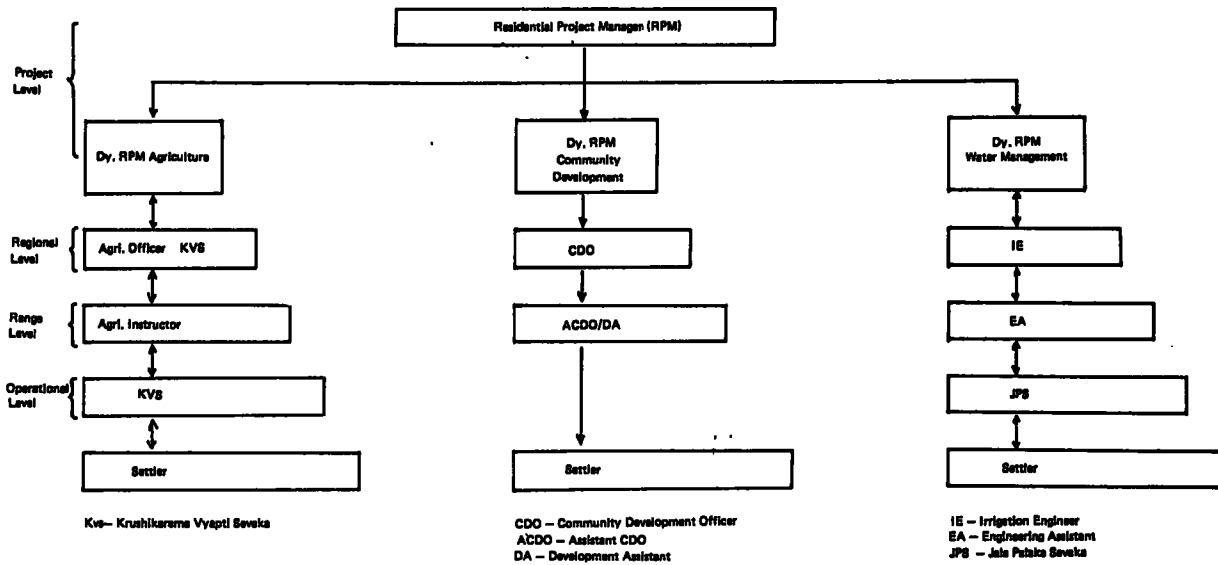 Residential Project Manager (RPM)
Project
Level
Dy. RPM Agriculture
Dy. RPM
Community
Development
Dy. RPM
Water Management
Regional
Level
Agri. Officer KVS
CDO
IE
Range
Level
Agri. Instructor
ACDO/DA
EA
Operational
Level
KVS
JPS
Settler
Settler
Settler
Kvs— Krushikarama Vyapti Sevaka
CDO — Community Development Officer
ACDO — Assistant CDO
DA — Development Assistant
IE — Irrigation Engineer
EA — Engineering Assistant
JPS — Jala Pataka Sevaka